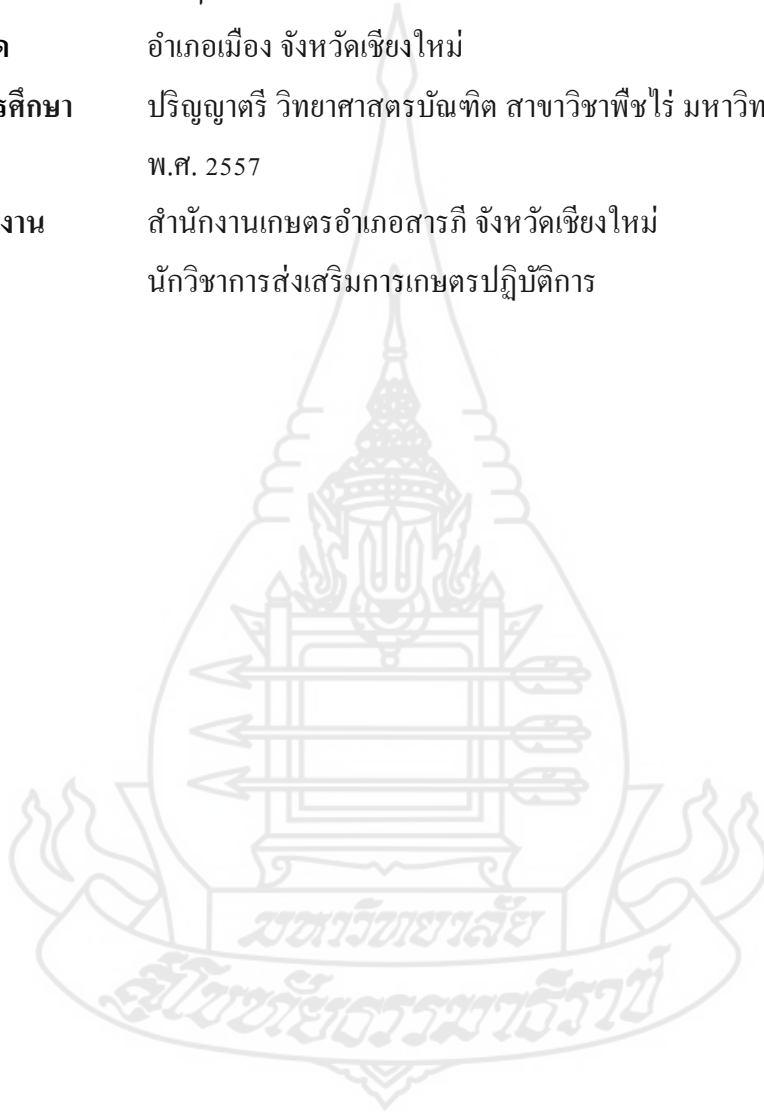 อำเภอเมือง จังหวัดเชียงใหม่
ปริญญาตรี วิทยาศาสตรบัณฑิต สาขาวิชาพืชไร่
พ.ศ. 2557
สำนักงานเกษตรอำเภอสารภี จังหวัดเชียงใหม่
นักวิชาการส่งเสริมการเกษตรปฏิบัติการ
มหาวิทยาลัย
สุโขทัยธรรมาธิราช